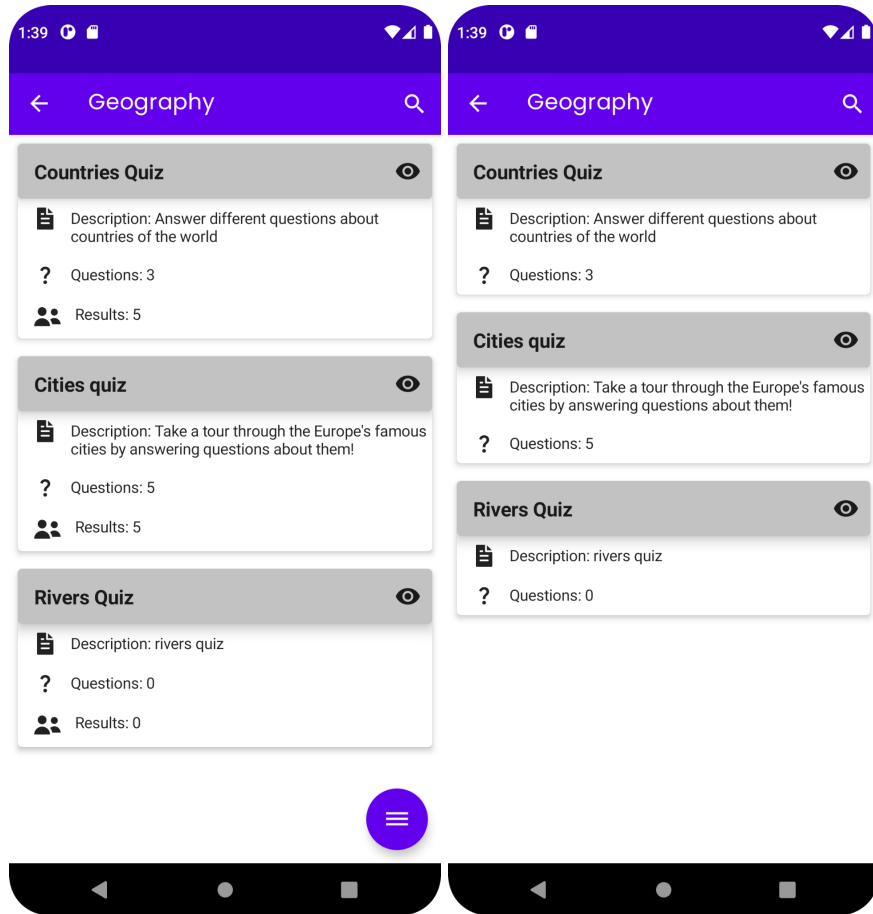 1:39
Geography
Countries Quiz
Description: Answer different questions about
countries of the world
? Questions: 3
Results: 5
Cities quiz
Description: Take a tour through the Europe's famous
cities by answering questions about them!
? Questions: 5
Results: 5
Rivers Quiz
Description: rivers quiz
? Questions: 0
Results: 0
1:39
Geography
Countries Quiz
Description: Answer different questions about
countries of the world
? Questions: 3
Cities quiz
Description: Take a tour through the Europe's famous
cities by answering questions about them!
? Questions: 5
Rivers Quiz
Description: rivers quiz
? Questions: 0